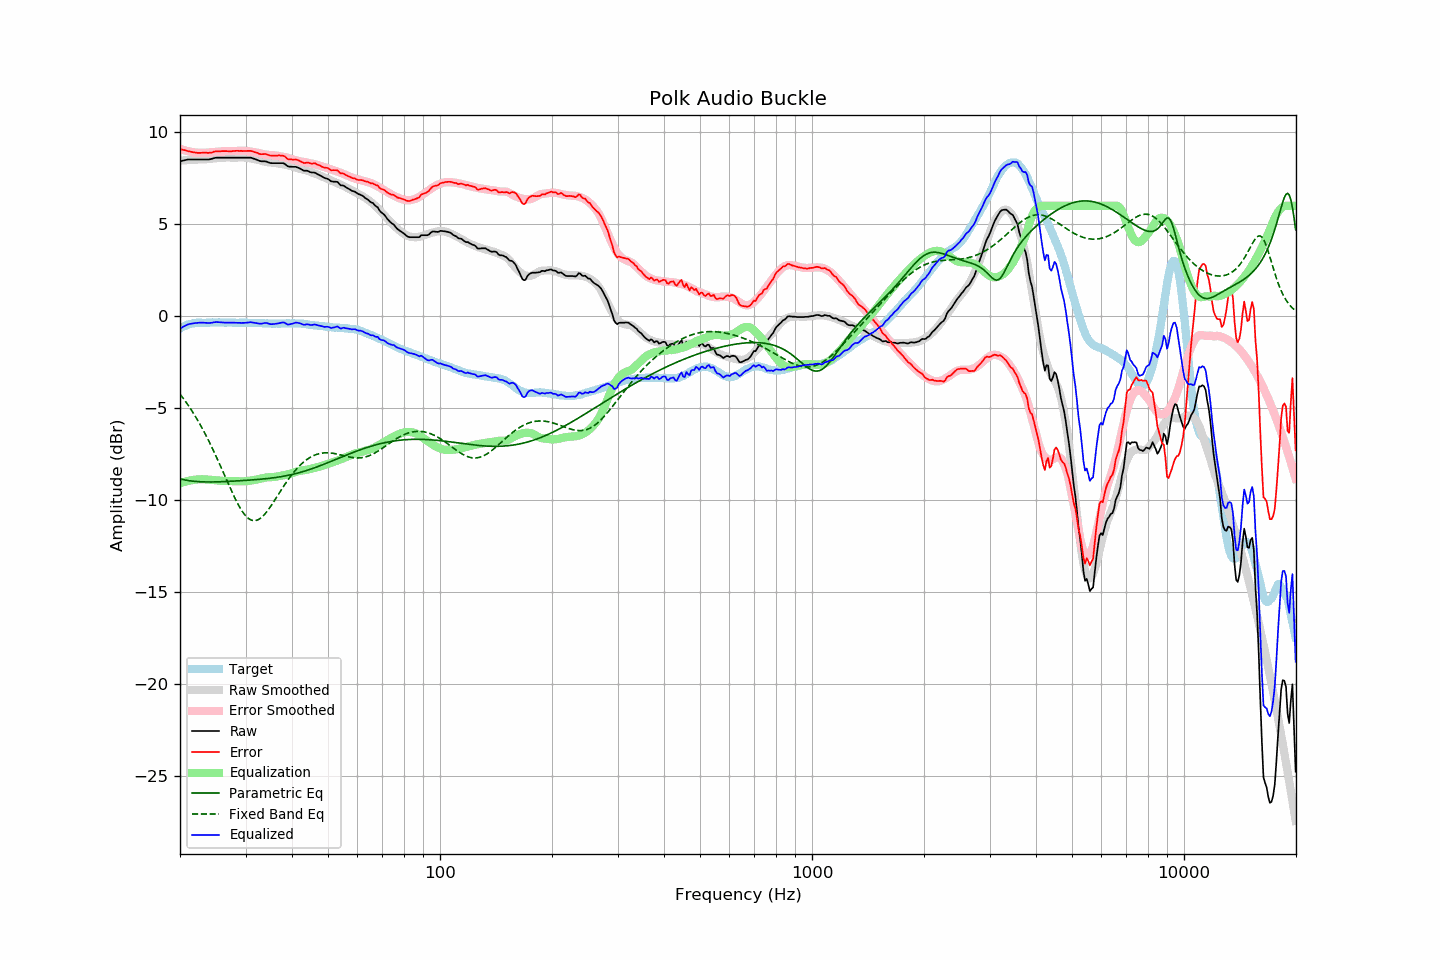 Polk Audio Buckle
10
5
0
−5
−10
−15
−20
−25
Amplitude (dBr)
Target
Raw Smoothed
Error Smoothed
Raw
Error
Equalization
Parametric Eq
Fixed Band Eq
Equalized
100
1000
10000
Frequency (Hz)